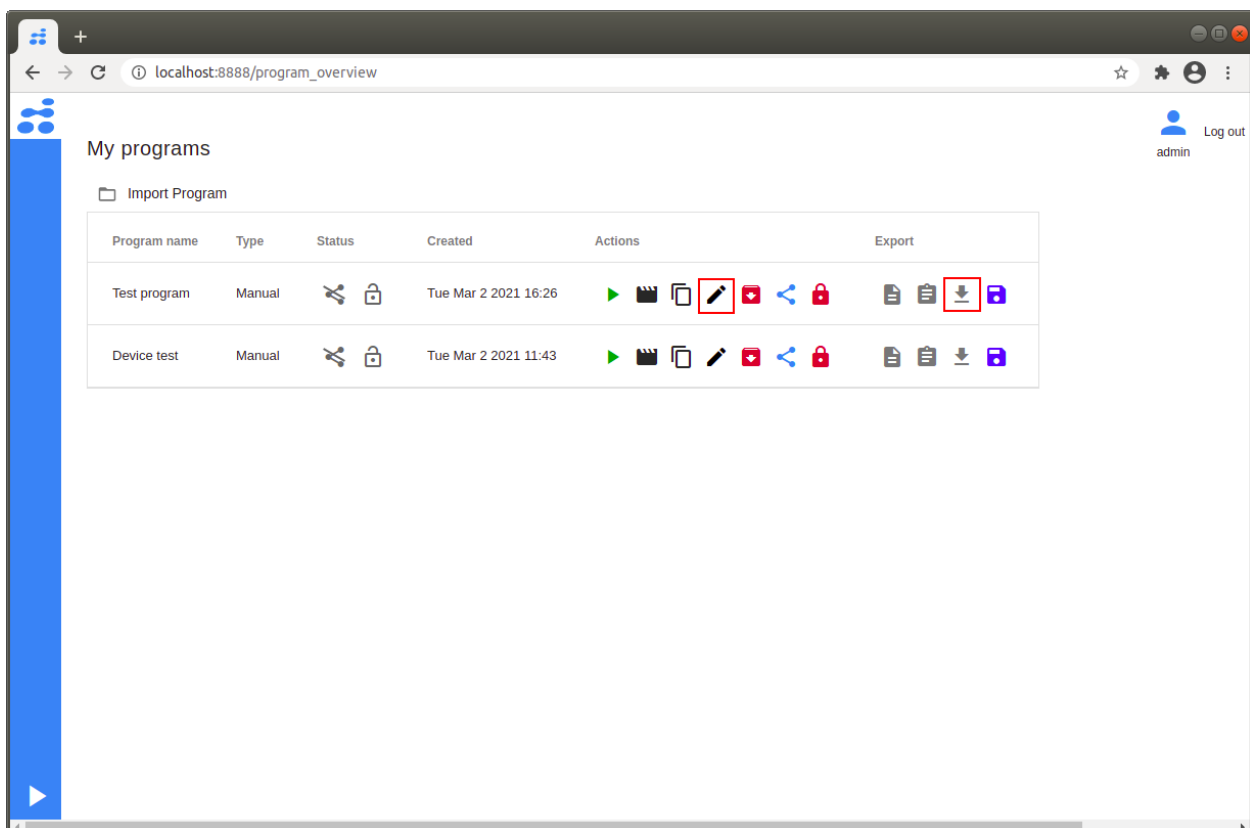 +
localhost:8888/program_overview
Log out
admin
My programs
Import Program
Program name Type Status Created Actions Export
Test program Manual Tue Mar 2 2021 16:26
Device test Manual Tue Mar 2 2021 11:43